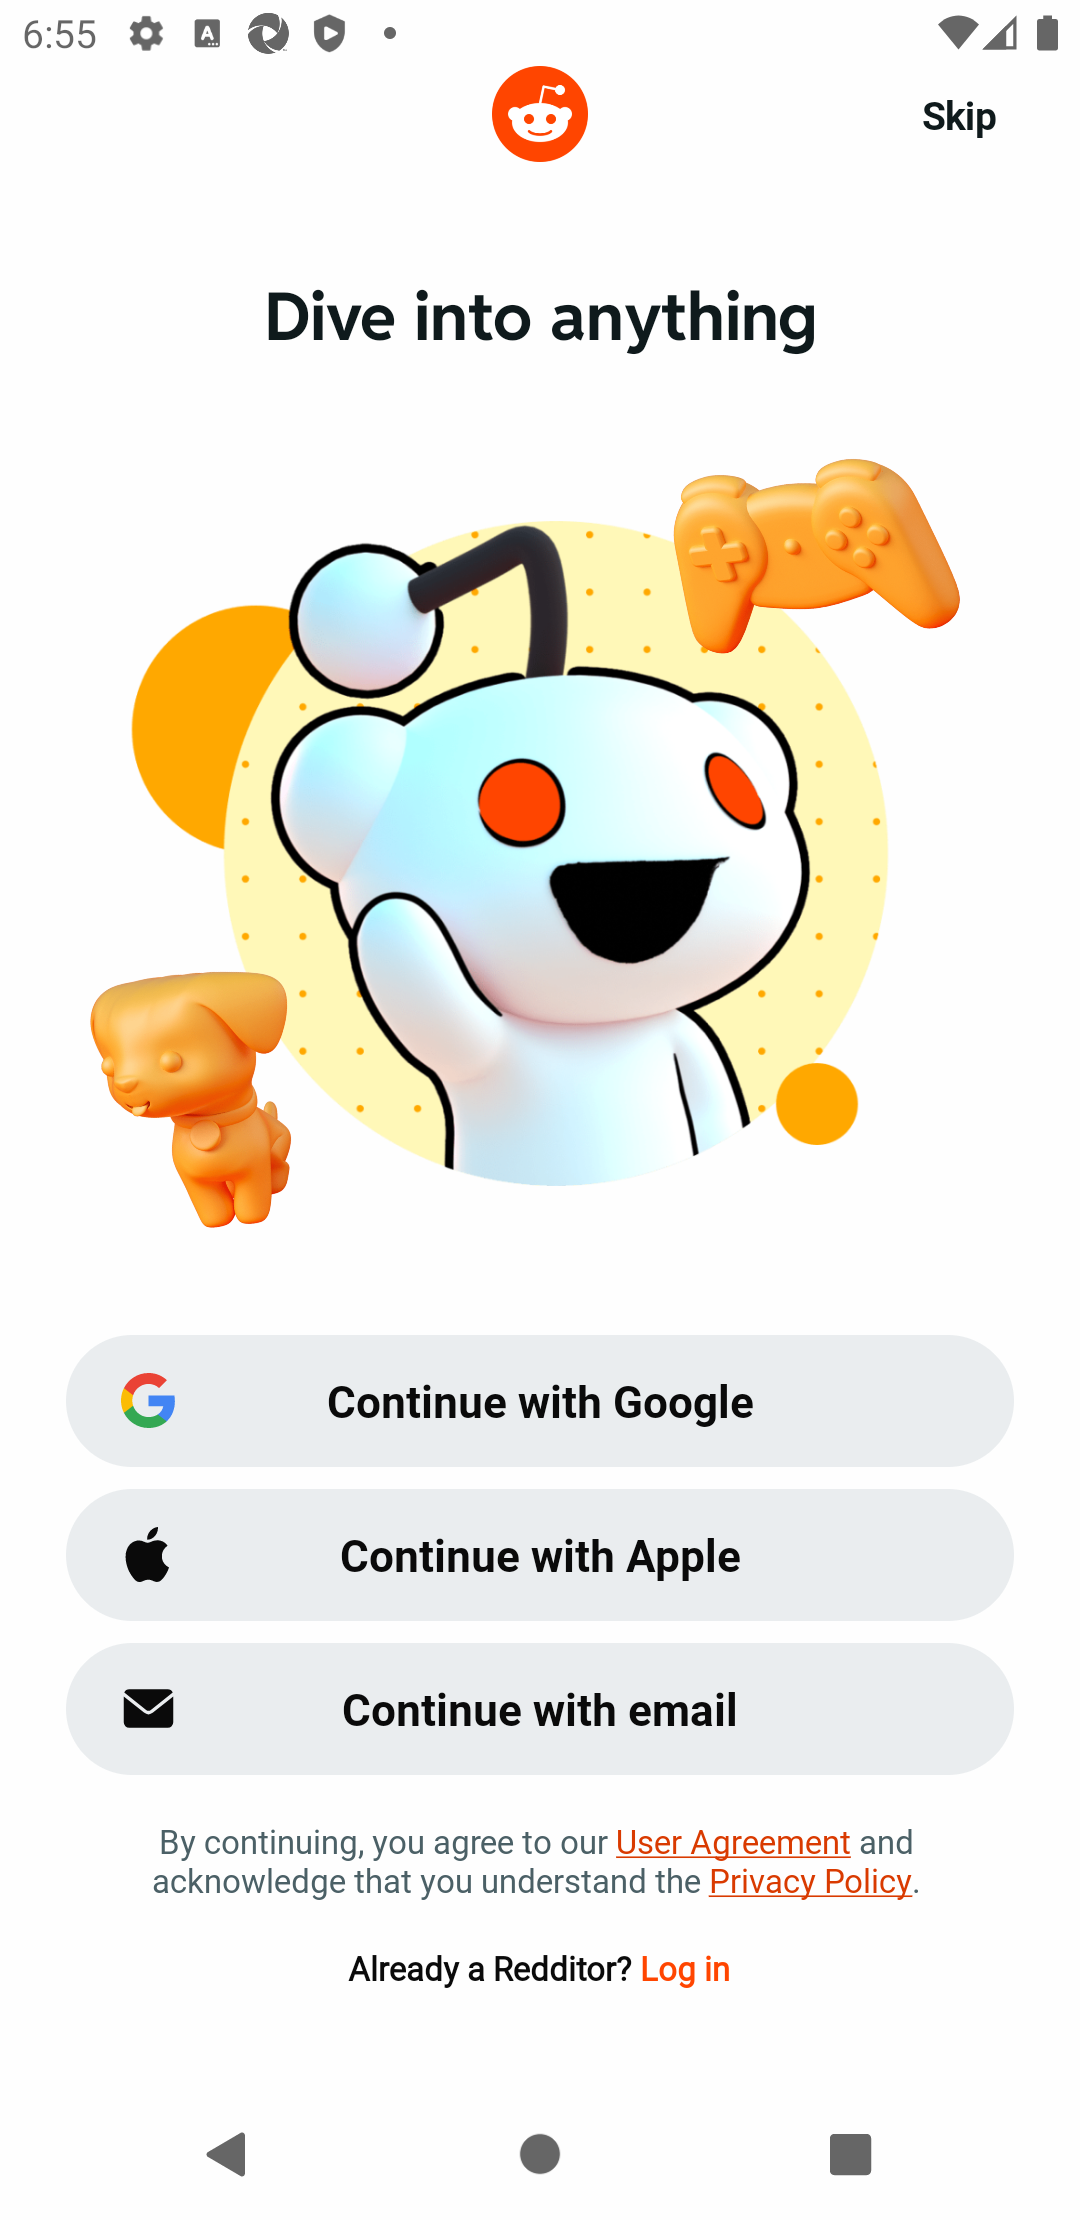 6:55
Skip
Dive into anything
Continue with Google
Continue with Apple
Continue with email
By continuing, you agree to our User Agreement and
acknowledge that you understand the Privacy Policy.
Already a Redditor? Log in